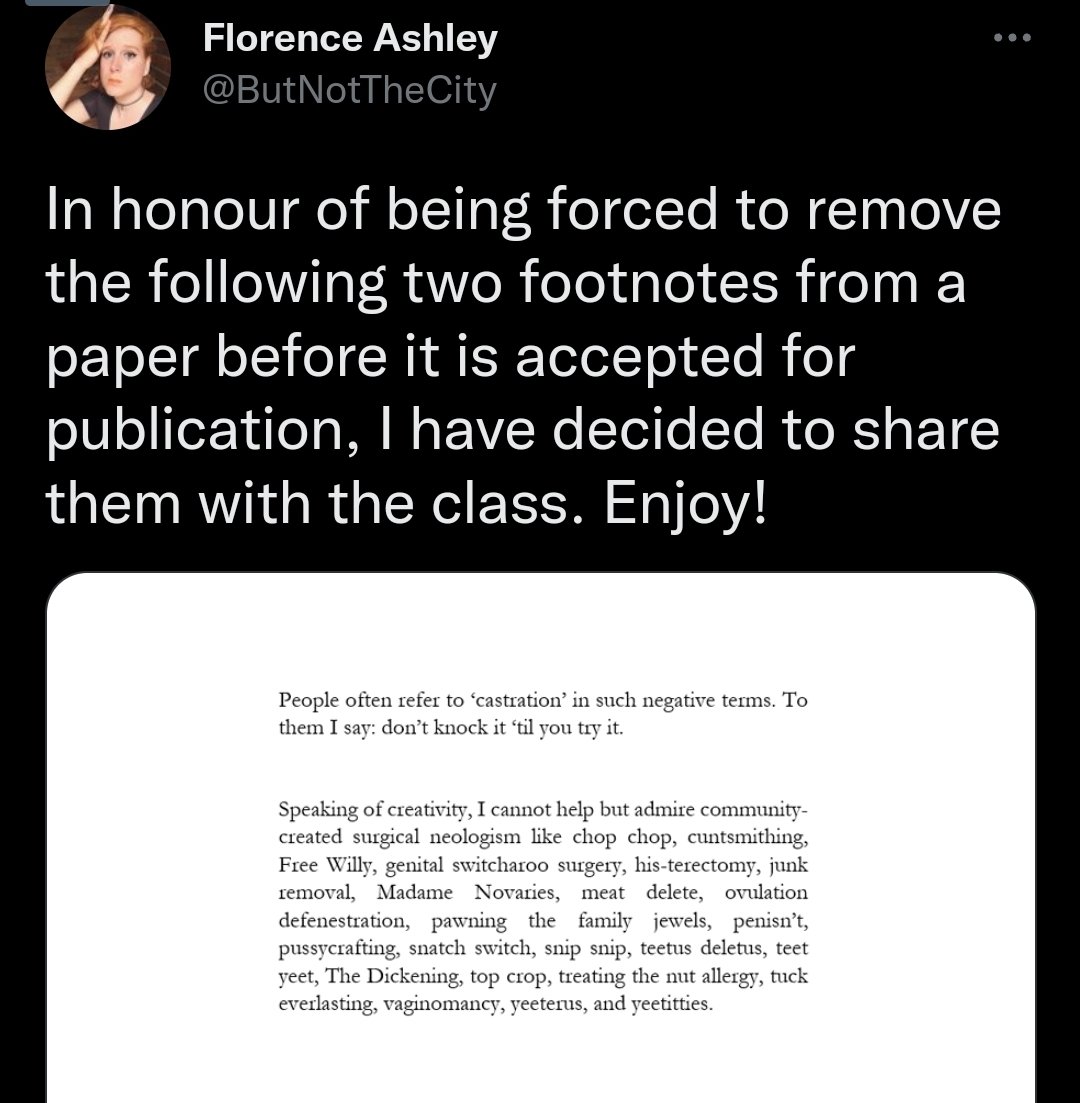 Florence Ashley
@ButNotTheCity
In honour of being forced to remove
the following two footnotes from a
paper before it is accepted for
publication, I have decided to share
them with the class. Enjoy!
People often refer to ‘castration’ in such negative terms. To
them I say: don’t knock it ‘til you try it.
Speaking of creativity, I cannot help but admire community-
created surgical neologism like chop chop, cuntsmithing,
Free Willy, genital switcharoo surgery, his-terectomy, junk
removal, Madame Novaries, meat delete, ovulation
defenestration, pawning the family jewels, penisn’t,
pussycrafting, snatch switch, snip snip, teetus deletus, teet
yeet, The Dickening, top crop, treating the nut allergy, tuck
everlasting, vaginomancy, yeeterus, and yeetitties.